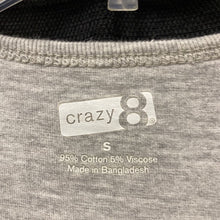 crazy 8
S
95% Cotton 5% Viscose
Made in Bangladesh